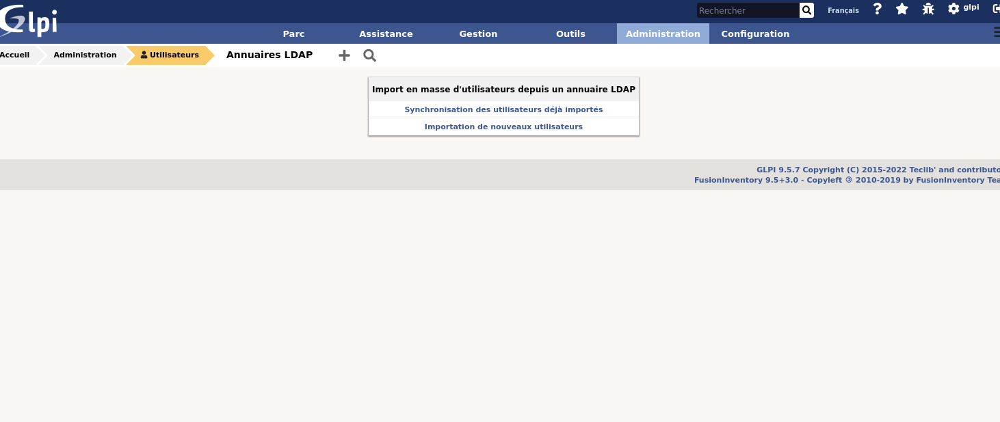 Glpi
Rechercher
Français
glpi
Parc
Assistance
Gestion
Outils
Administration
Configuration
Accueil
Administration
Utilisateurs
Annuaires LDAP
Import en masse d'utilisateurs depuis un annuaire LDAP
Synchronisation des utilisateurs déjà importés
Importation de nouveaux utilisateurs
GLPI 9.5.7 Copyright (C) 2015-2022 Teclib' and contributo
FusionInventory 9.5+3.0 - Copyleft 🄯 2010-2019 by FusionInventory Tea